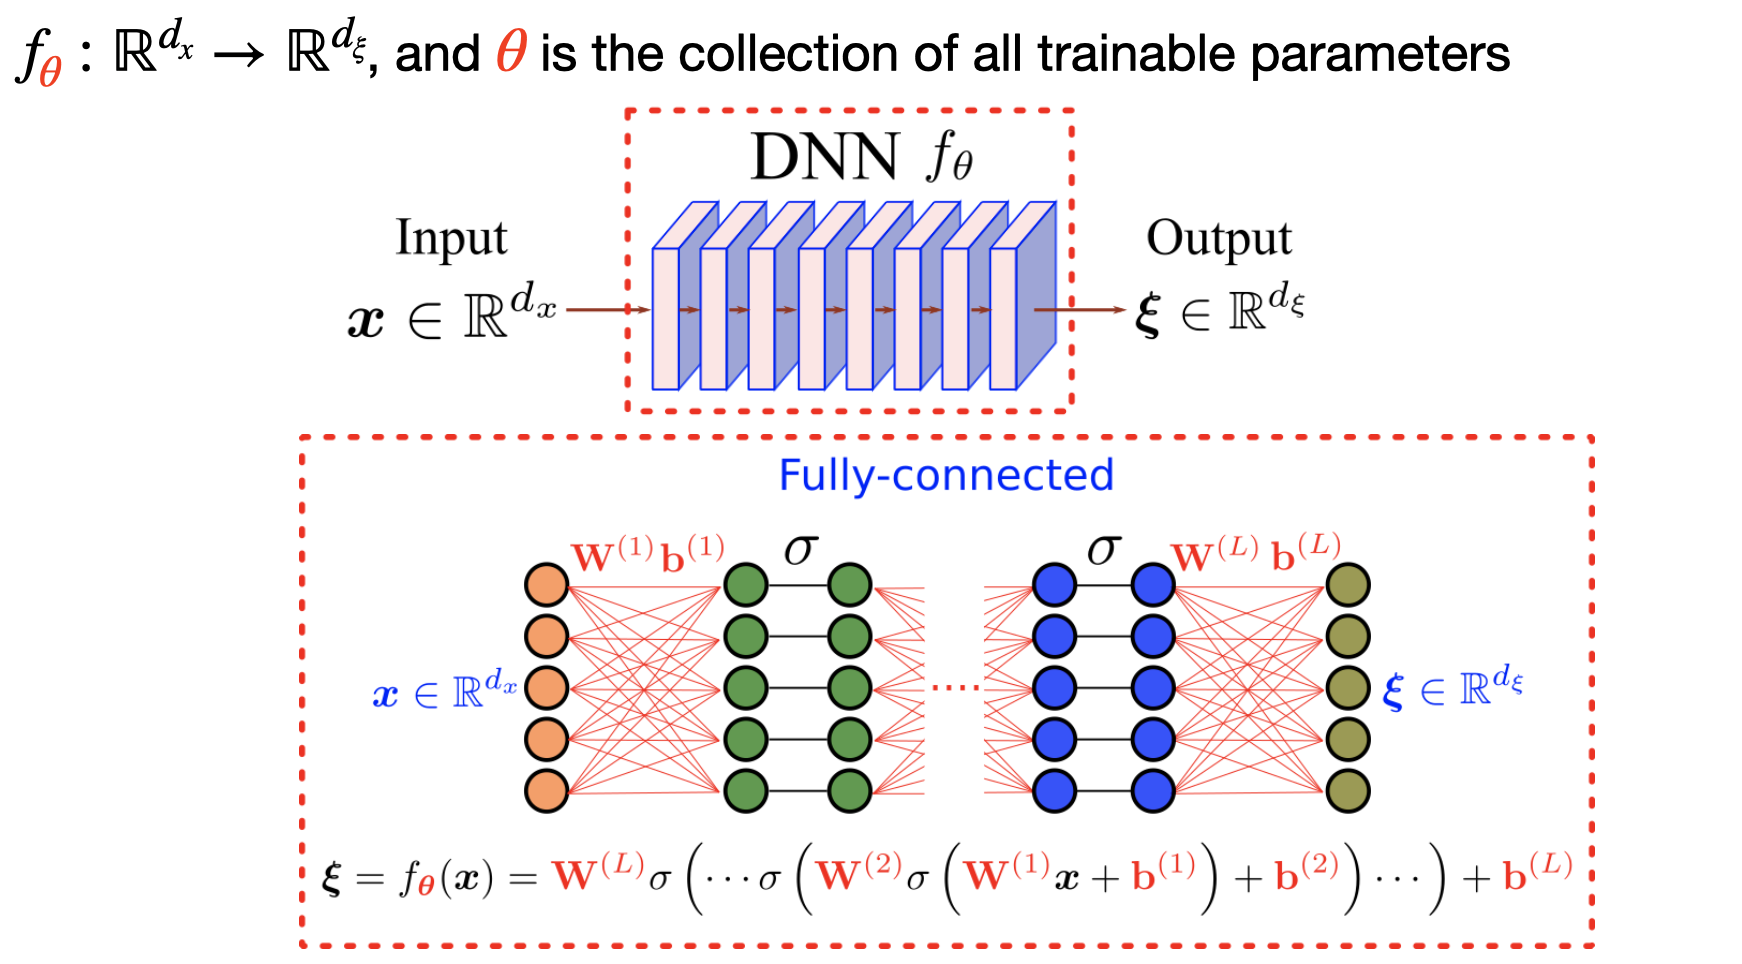 f_θ : ℝ^{d_x} → ℝ^{d_ξ}, and θ is the collection of all trainable parameters
DNN f_θ
Input
Output
x ∈ ℝ^{d_x}
ξ ∈ ℝ^{d_ξ}
Fully-connected
W^{(1)} b^{(1)} σ σ W^{(L)} b^{(L)}
x ∈ ℝ^{d_x} ····· ξ ∈ ℝ^{d_ξ}
ξ = f_θ(x) = W^{(L)} σ ( ··· σ ( W^{(2)} σ ( W^{(1)} x + b^{(1)} ) + b^{(2)} ) ··· ) + b^{(L)}